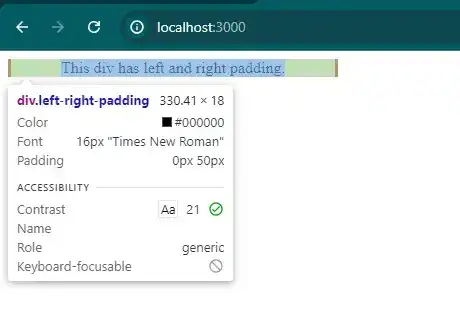 localhost:3000
This div has left and right padding.
div.left-right-padding 330.41 × 18
Color #000000
Font 16px "Times New Roman"
Padding 0px 50px
ACCESSIBILITY
Contrast Aa 21
Name
Role generic
Keyboard-focusable